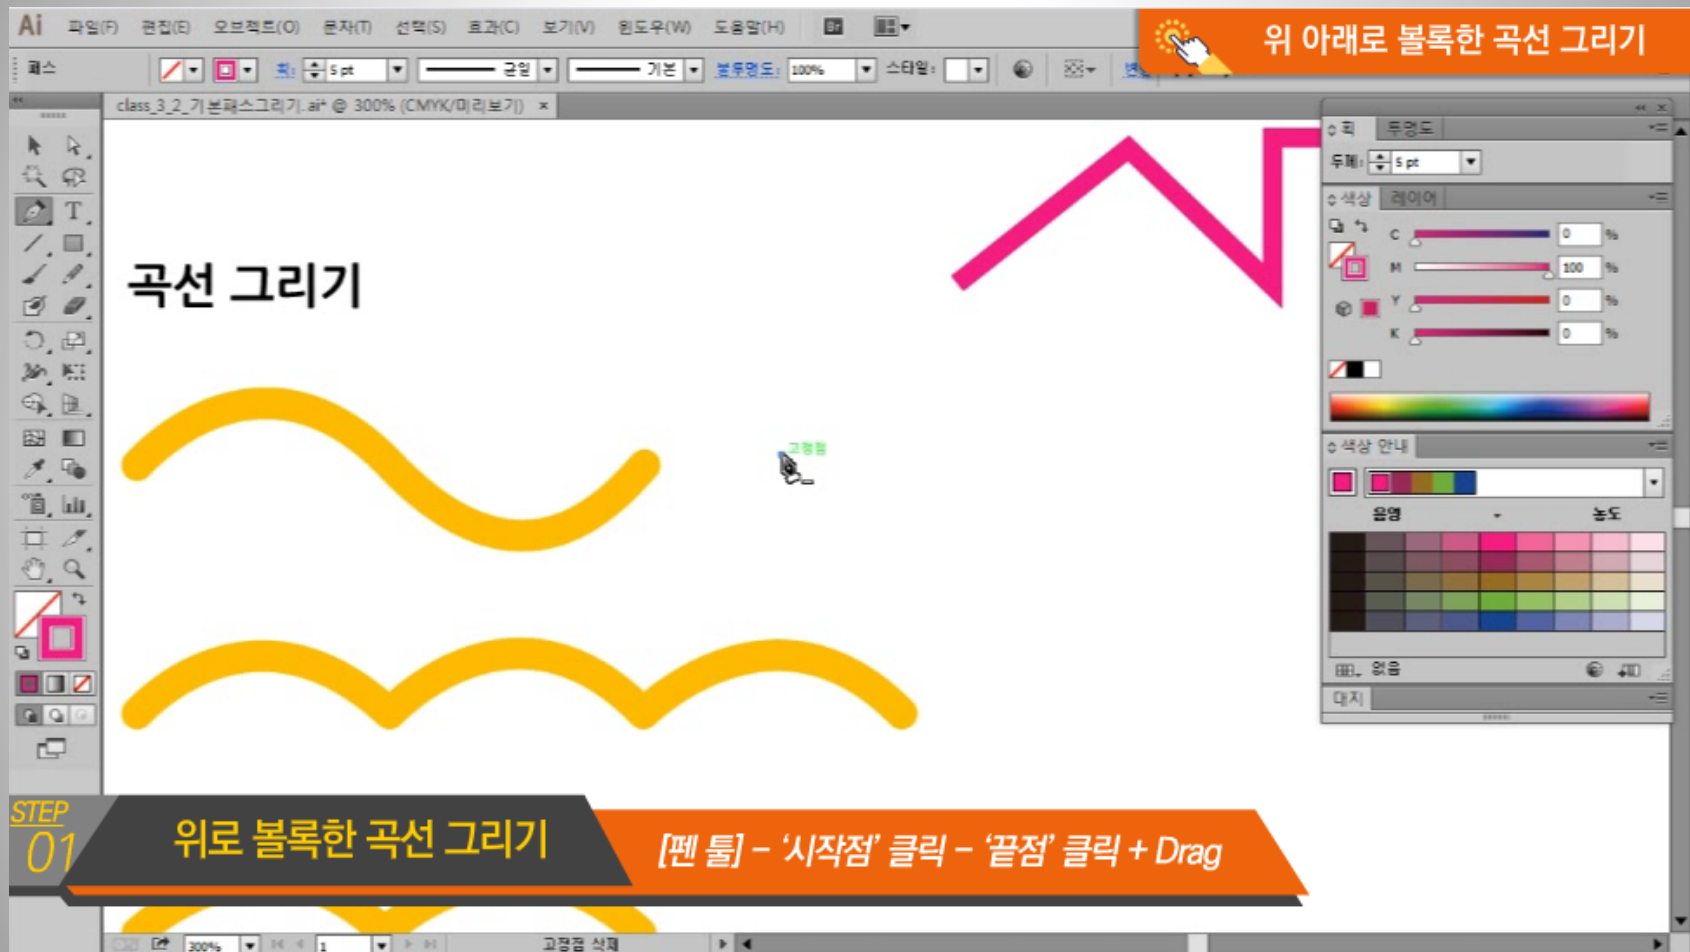 Ai 파일(F) 편집(E) 오브젝트(O) 문자(T) 선택(S) 효과(C) 보기(V) 윈도우(W) 도움말(H) Br
위 아래로 볼록한 곡선 그리기
패스 획: 5 pt 균일 기본 불투명도: 100% 스타일:
class_3_2_기본패스그리기.ai* @ 300% (CMYK/미리보기) ×
획 투명도
두께: 5 pt
색상 레이어
C 0 %
M 100 %
Y 0 %
K 0 %
곡선 그리기
고정점
색상 안내
음영 농도
없음
대지
STEP
01
위로 볼록한 곡선 그리기
[펜 툴] – ‘시작점’ 클릭 – ‘끝점’ 클릭 + Drag
300% 1 고정점 삭제